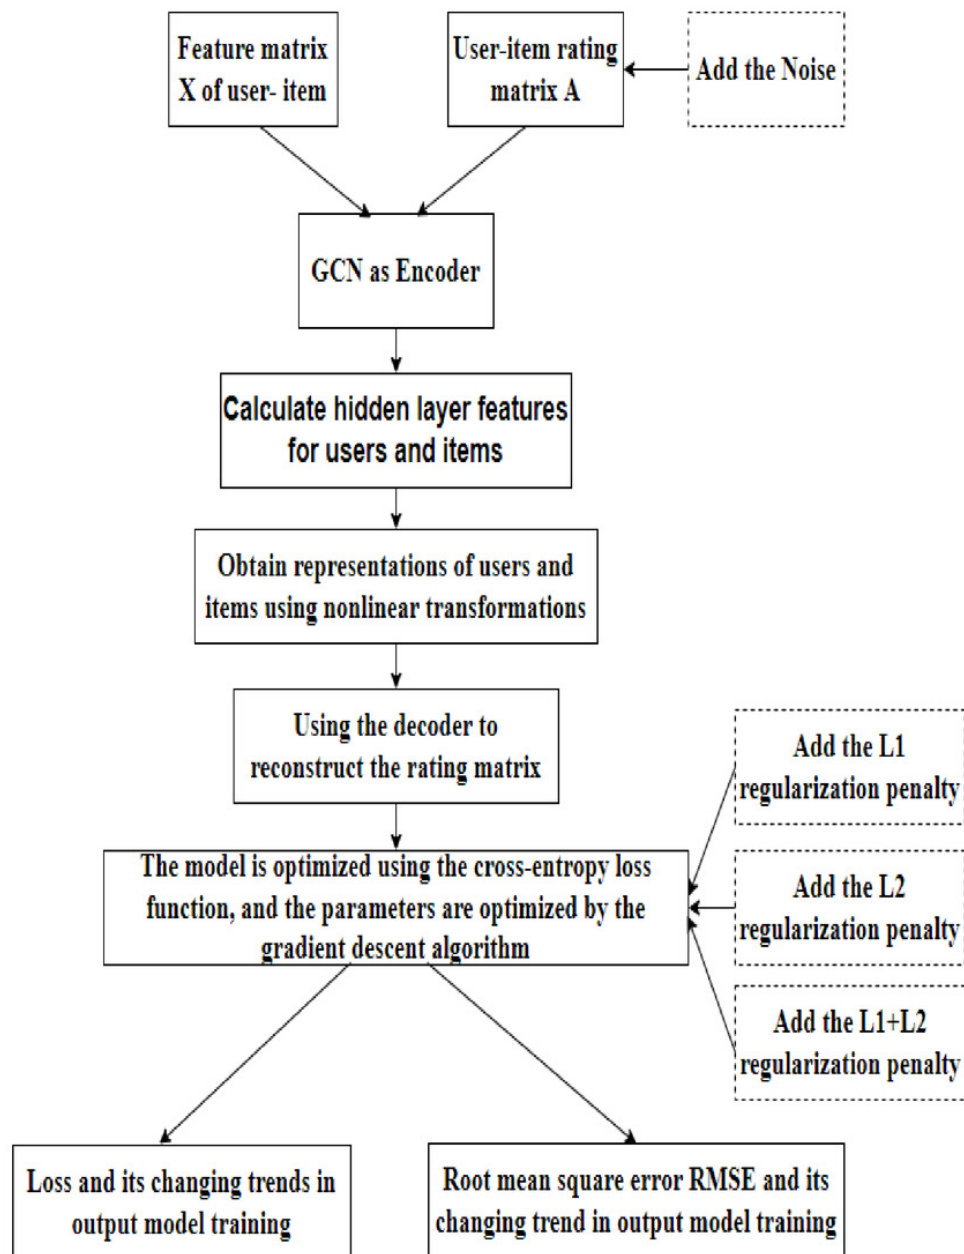 Feature matrix
X of user- item
User-item rating
matrix A
Add the Noise
GCN as Encoder
Calculate hidden layer features
for users and items
Obtain representations of users and
items using nonlinear transformations
Using the decoder to
reconstruct the rating matrix
Add the L1
regularization penalty
The model is optimized using the cross-entropy loss
function, and the parameters are optimized by the
gradient descent algorithm
Add the L2
regularization penalty
Add the L1+L2
regularization penalty
Loss and its changing trends in
output model training
Root mean square error RMSE and its
changing trend in output model training